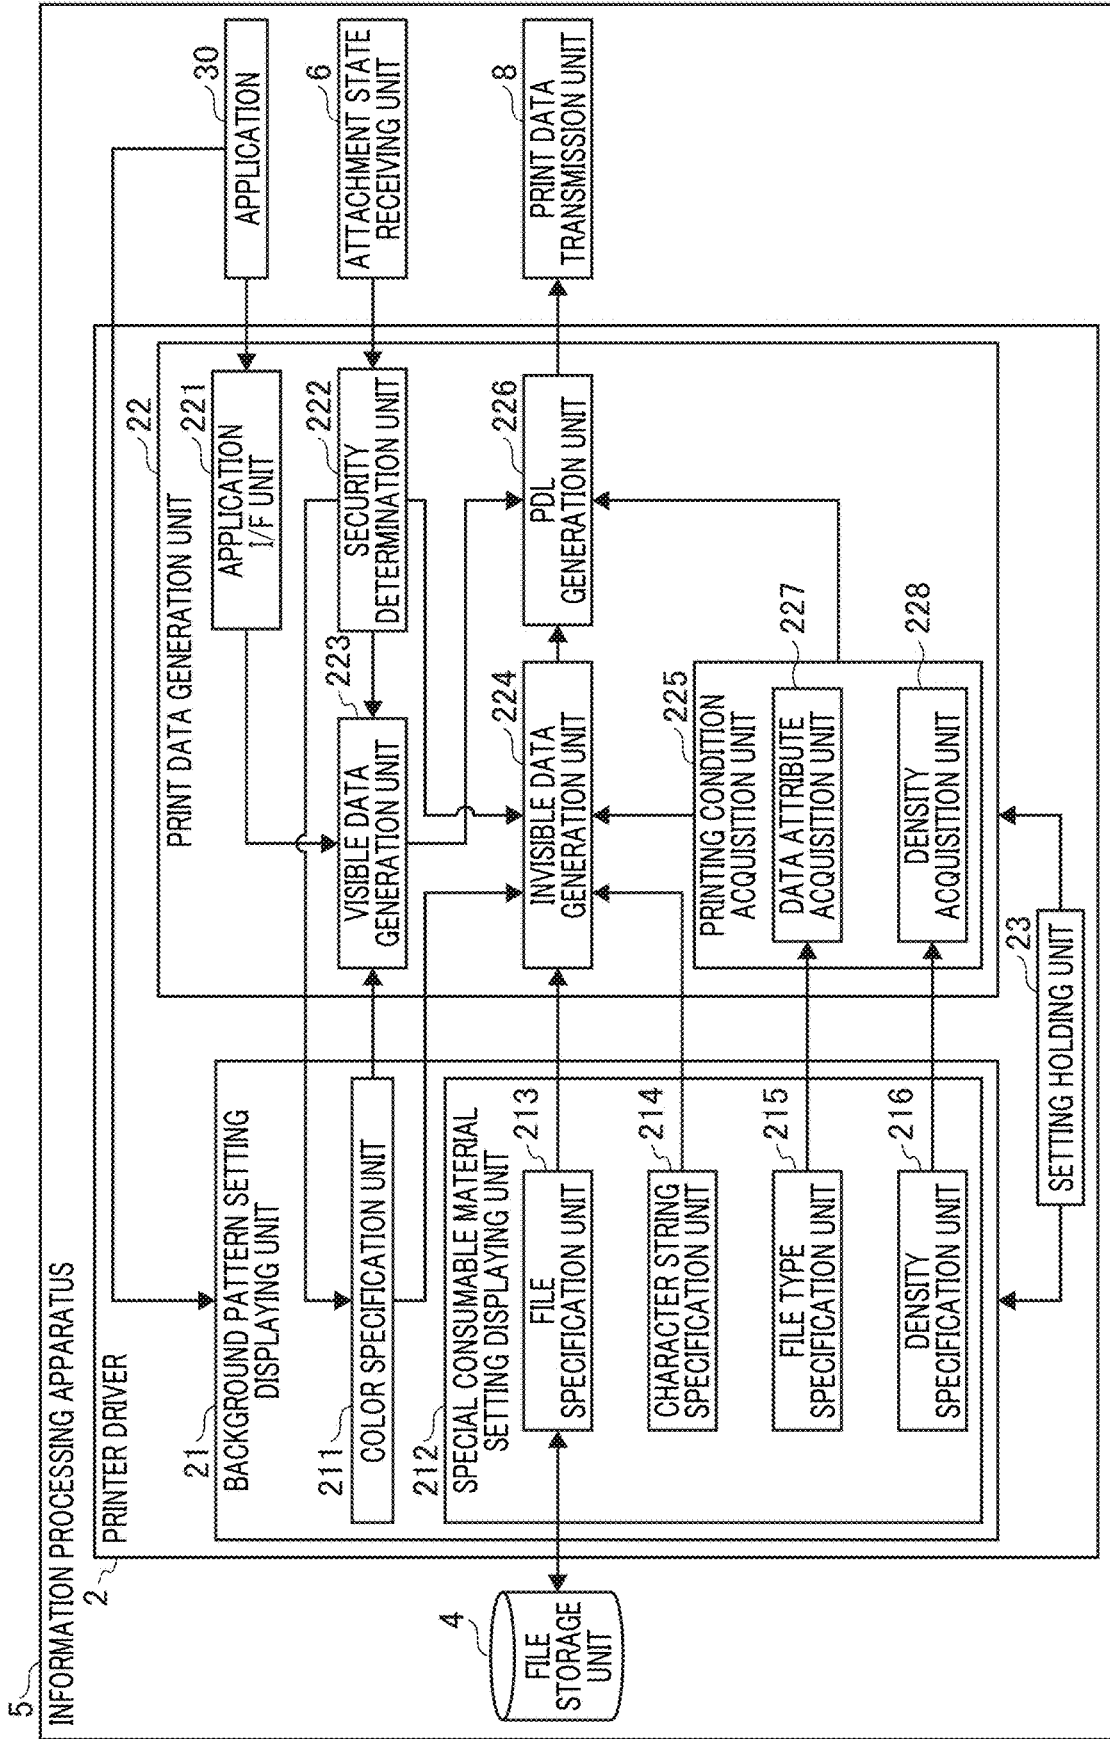 5
INFORMATION PROCESSING APPARATUS
2
PRINTER DRIVER
4
FILE
STORAGE
UNIT
21
BACKGROUND PATTERN SETTING
DISPLAYING UNIT
211
COLOR SPECIFICATION UNIT
212
SPECIAL CONSUMABLE MATERIAL
SETTING DISPLAYING UNIT
213
FILE
SPECIFICATION UNIT
214
CHARACTER STRING
SPECIFICATION UNIT
215
FILE TYPE
SPECIFICATION UNIT
216
DENSITY
SPECIFICATION UNIT
23
SETTING HOLDING UNIT
22
PRINT DATA GENERATION UNIT
221
APPLICATION
I/F UNIT
222
SECURITY
DETERMINATION UNIT
223
VISIBLE DATA
GENERATION UNIT
224
INVISIBLE DATA
GENERATION UNIT
225
PRINTING CONDITION
ACQUISITION UNIT
227
DATA ATTRIBUTE
ACQUISITION UNIT
228
DENSITY
ACQUISITION UNIT
226
PDL
GENERATION UNIT
30
APPLICATION
6
ATTACHMENT STATE
RECEIVING UNIT
8
PRINT DATA
TRANSMISSION UNIT